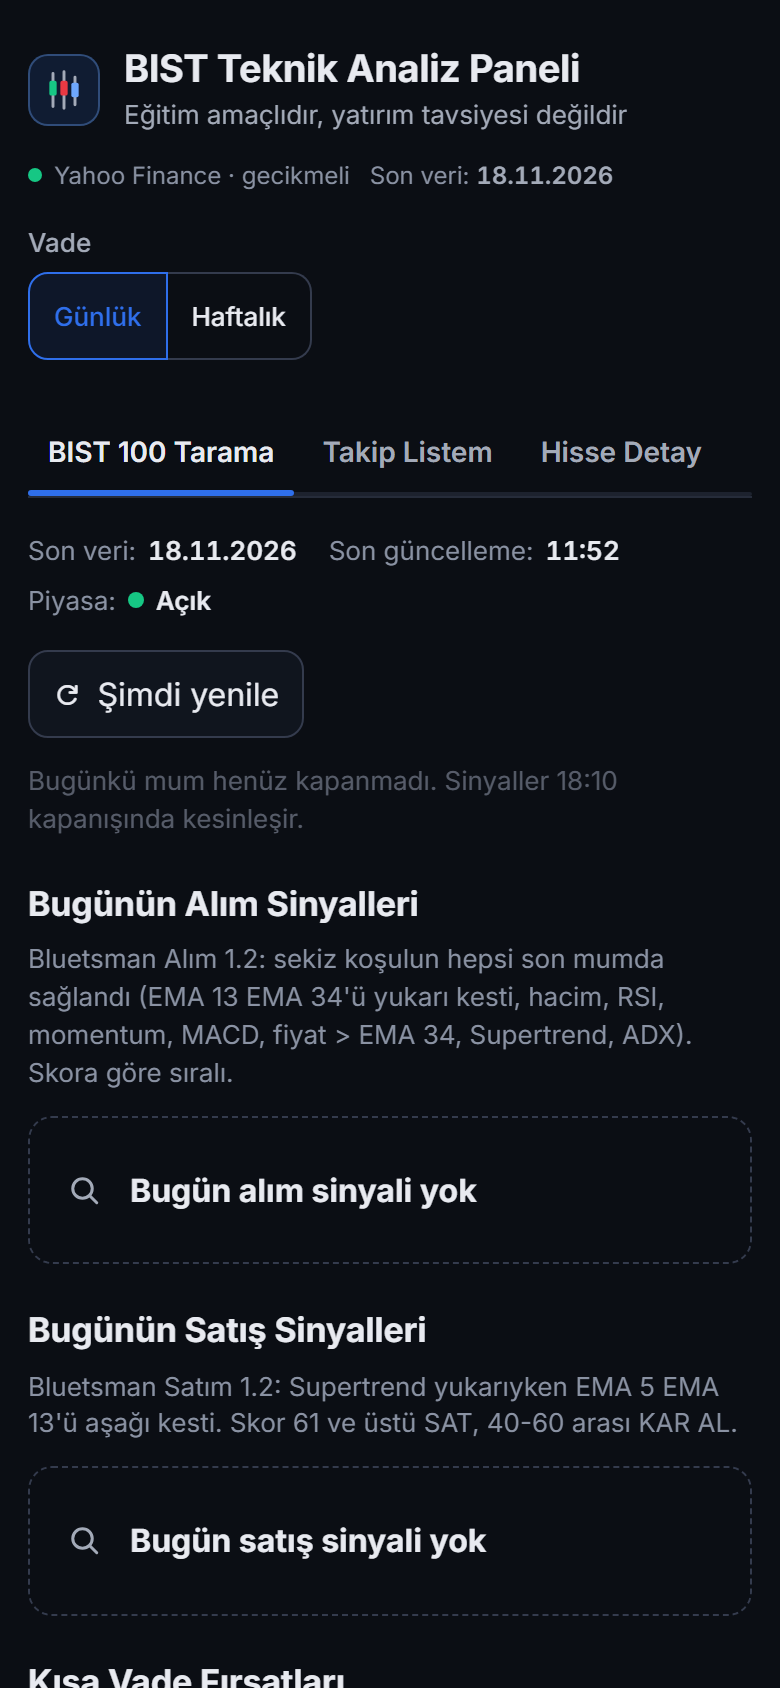 BIST Teknik Analiz Paneli
Eğitim amaçlıdır, yatırım tavsiyesi değildir
Yahoo Finance · gecikmeli Son veri: 18.11.2026
Vade
Günlük Haftalık
BIST 100 Tarama Takip Listem Hisse Detay
Son veri: 18.11.2026 Son güncelleme: 11:52
Piyasa: Açık
Şimdi yenile
Bugünkü mum henüz kapanmadı. Sinyaller 18:10
kapanışında kesinleşir.
Bugünün Alım Sinyalleri
Bluetsman Alım 1.2: sekiz koşulun hepsi son mumda
sağlandı (EMA 13 EMA 34'ü yukarı kesti, hacim, RSI,
momentum, MACD, fiyat > EMA 34, Supertrend, ADX).
Skora göre sıralı.
Bugün alım sinyali yok
Bugünün Satış Sinyalleri
Bluetsman Satım 1.2: Supertrend yukarıyken EMA 5 EMA
13'ü aşağı kesti. Skor 61 ve üstü SAT, 40-60 arası KAR AL.
Bugün satış sinyali yok
Kısa Vade Fırsatları